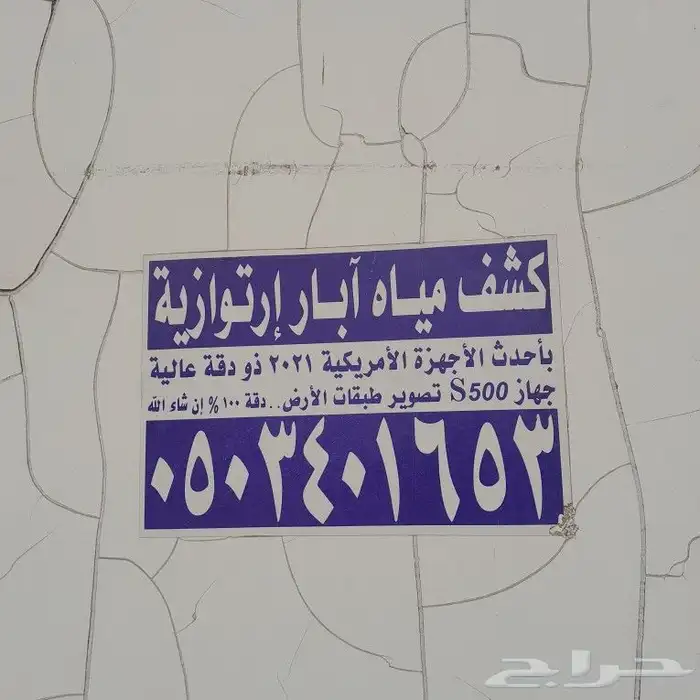 كشف مياه آبار إرتوازية
بأحدث الأجهزة الأمريكية ٢٠٢١ ذو دقة عالية
جهاز S500 تصوير طبقات الأرض..دقة ١٠٠% إن شاء الله
٠٥٠٣٤٠١٦٥٣
حراج